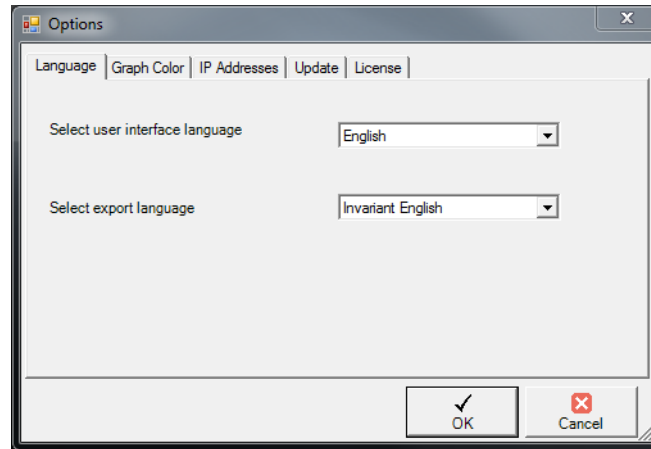 Options
Language Graph Color IP Addresses Update License
Select user interface language English
Select export language Invariant English
OK Cancel